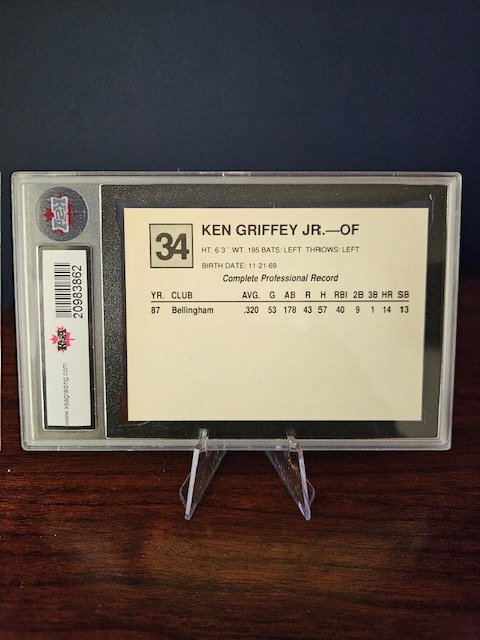 34
KEN GRIFFEY JR.—OF
HT. 6'3" WT. 195 BATS: LEFT THROWS: LEFT
BIRTH DATE: 11-21-69
Complete Professional Record
YR. CLUB AVG. G AB R H RBI 2B 3B HR SB
87 Bellingham .320 53 178 43 57 40 9 1 14 13
KSA
www.ksagrading.com
KSA
20983862